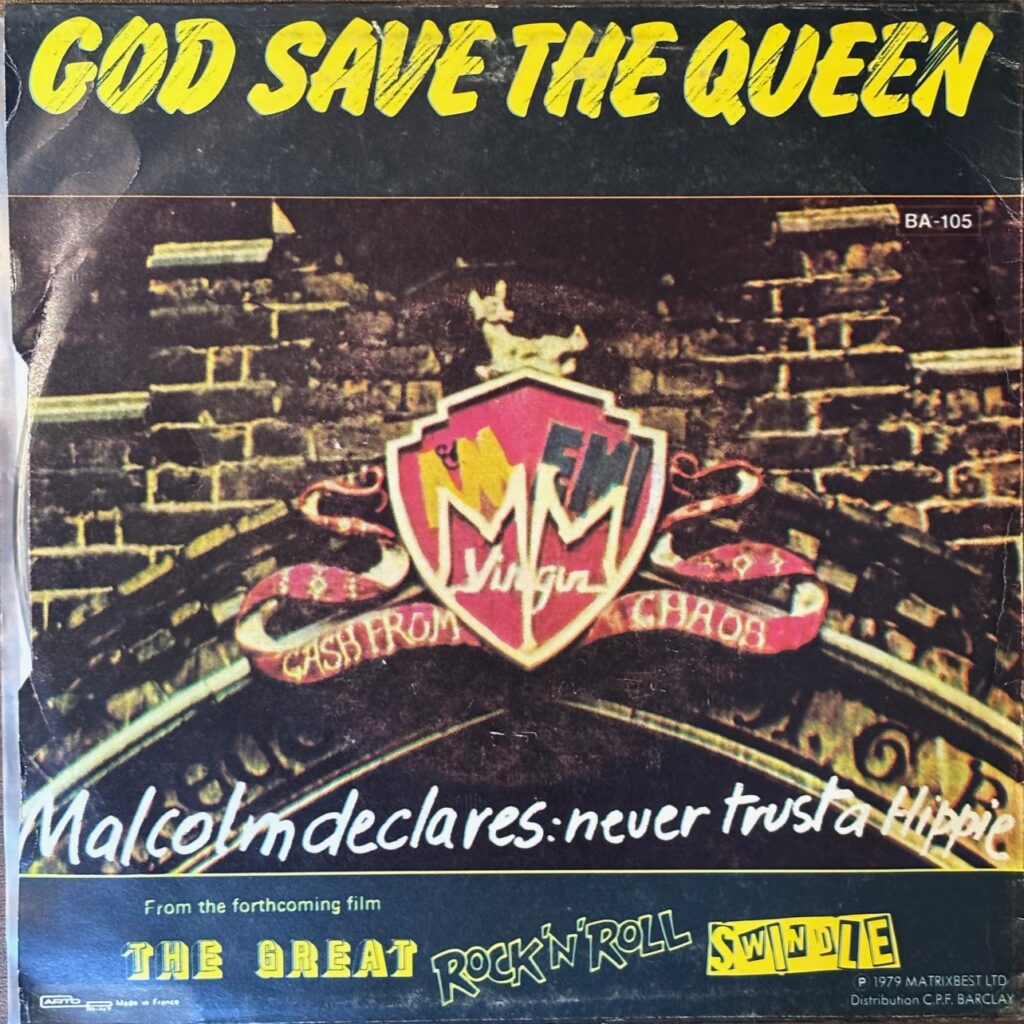 GOD SAVE THE QUEEN
BA-105
A&M EMI
MM
Virgin
CASH FROM CHAOS
Malcolm declares: never trust a Hippie
From the forthcoming film
THE GREAT ROCK'N'ROLL SWINDLE
℗ 1979 MATRIXBEST LTD
Made in France
Distribution C.P.F. BARCLAY